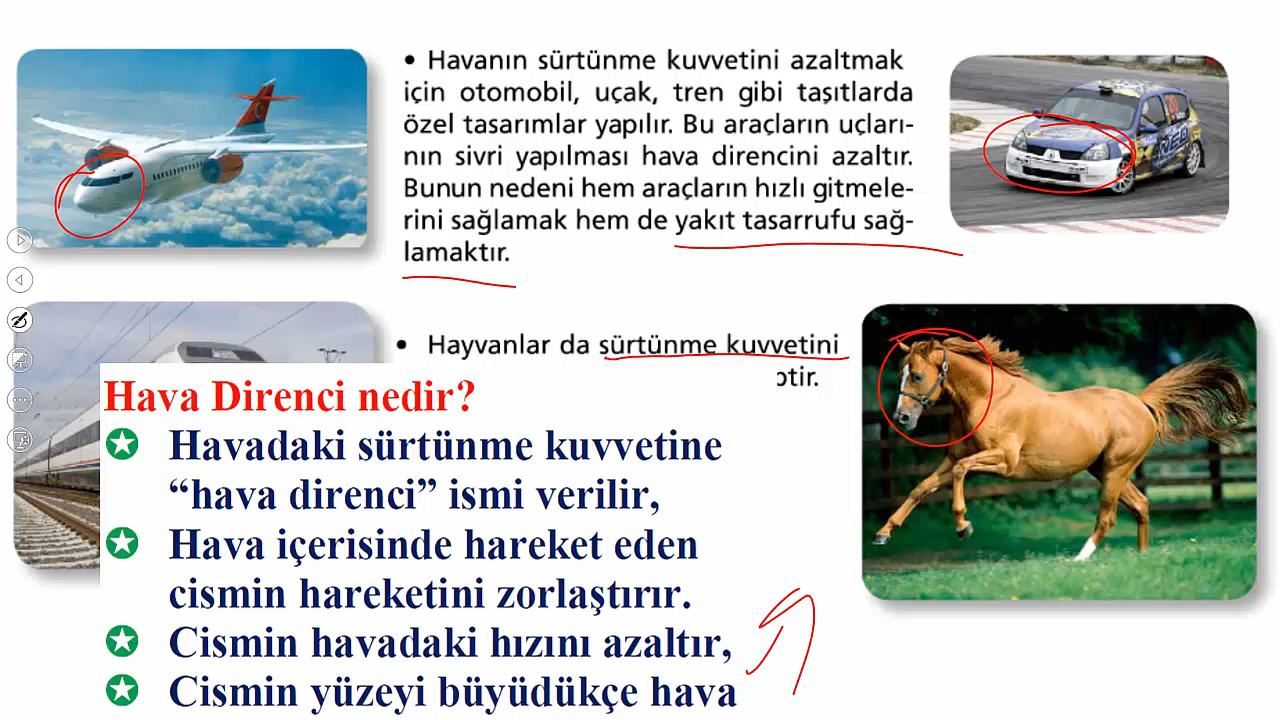 • Havanın sürtünme kuvvetini azaltmak
için otomobil, uçak, tren gibi taşıtlarda
özel tasarımlar yapılır. Bu araçların uçları-
nın sivri yapılması hava direncini azaltır.
Bunun nedeni hem araçların hızlı gitmele-
rini sağlamak hem de yakıt tasarrufu sağ-
lamaktır.
• Hayvanlar da sürtünme kuvvetini
Hava Direnci nedir?
Havadaki sürtünme kuvvetine
“hava direnci” ismi verilir,
Hava içerisinde hareket eden
cismin hareketini zorlaştırır.
Cismin havadaki hızını azaltır,
Cismin yüzeyi büyüdükçe hava